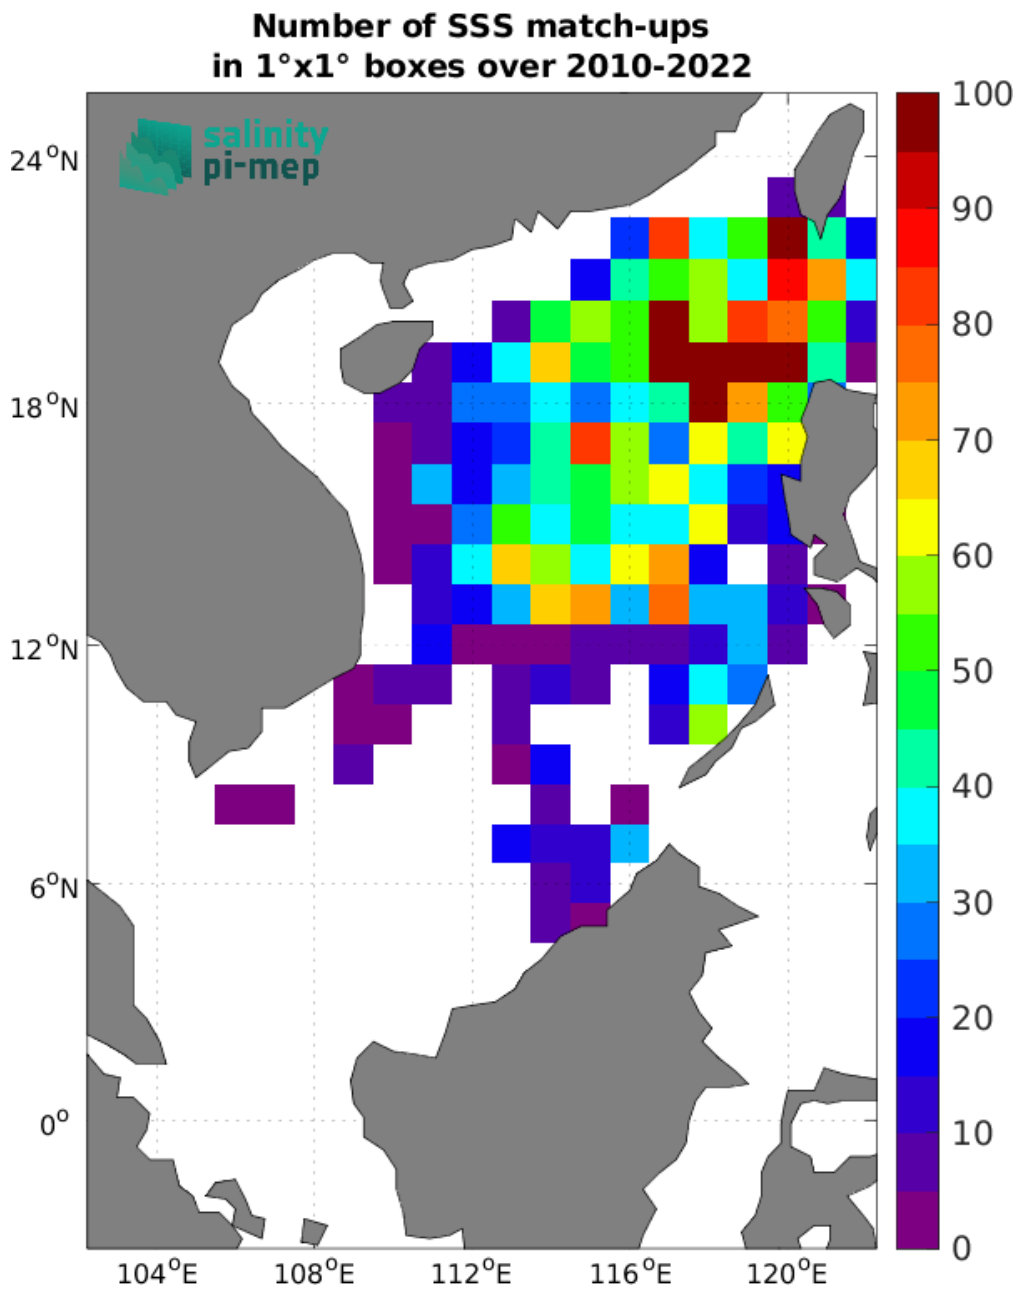 Number of SSS match-ups
in 1°x1° boxes over 2010-2022
salinity
pi-mep
24°N
18°N
12°N
6°N
0°
104°E 108°E 112°E 116°E 120°E
100
90
80
70
60
50
40
30
20
10
0